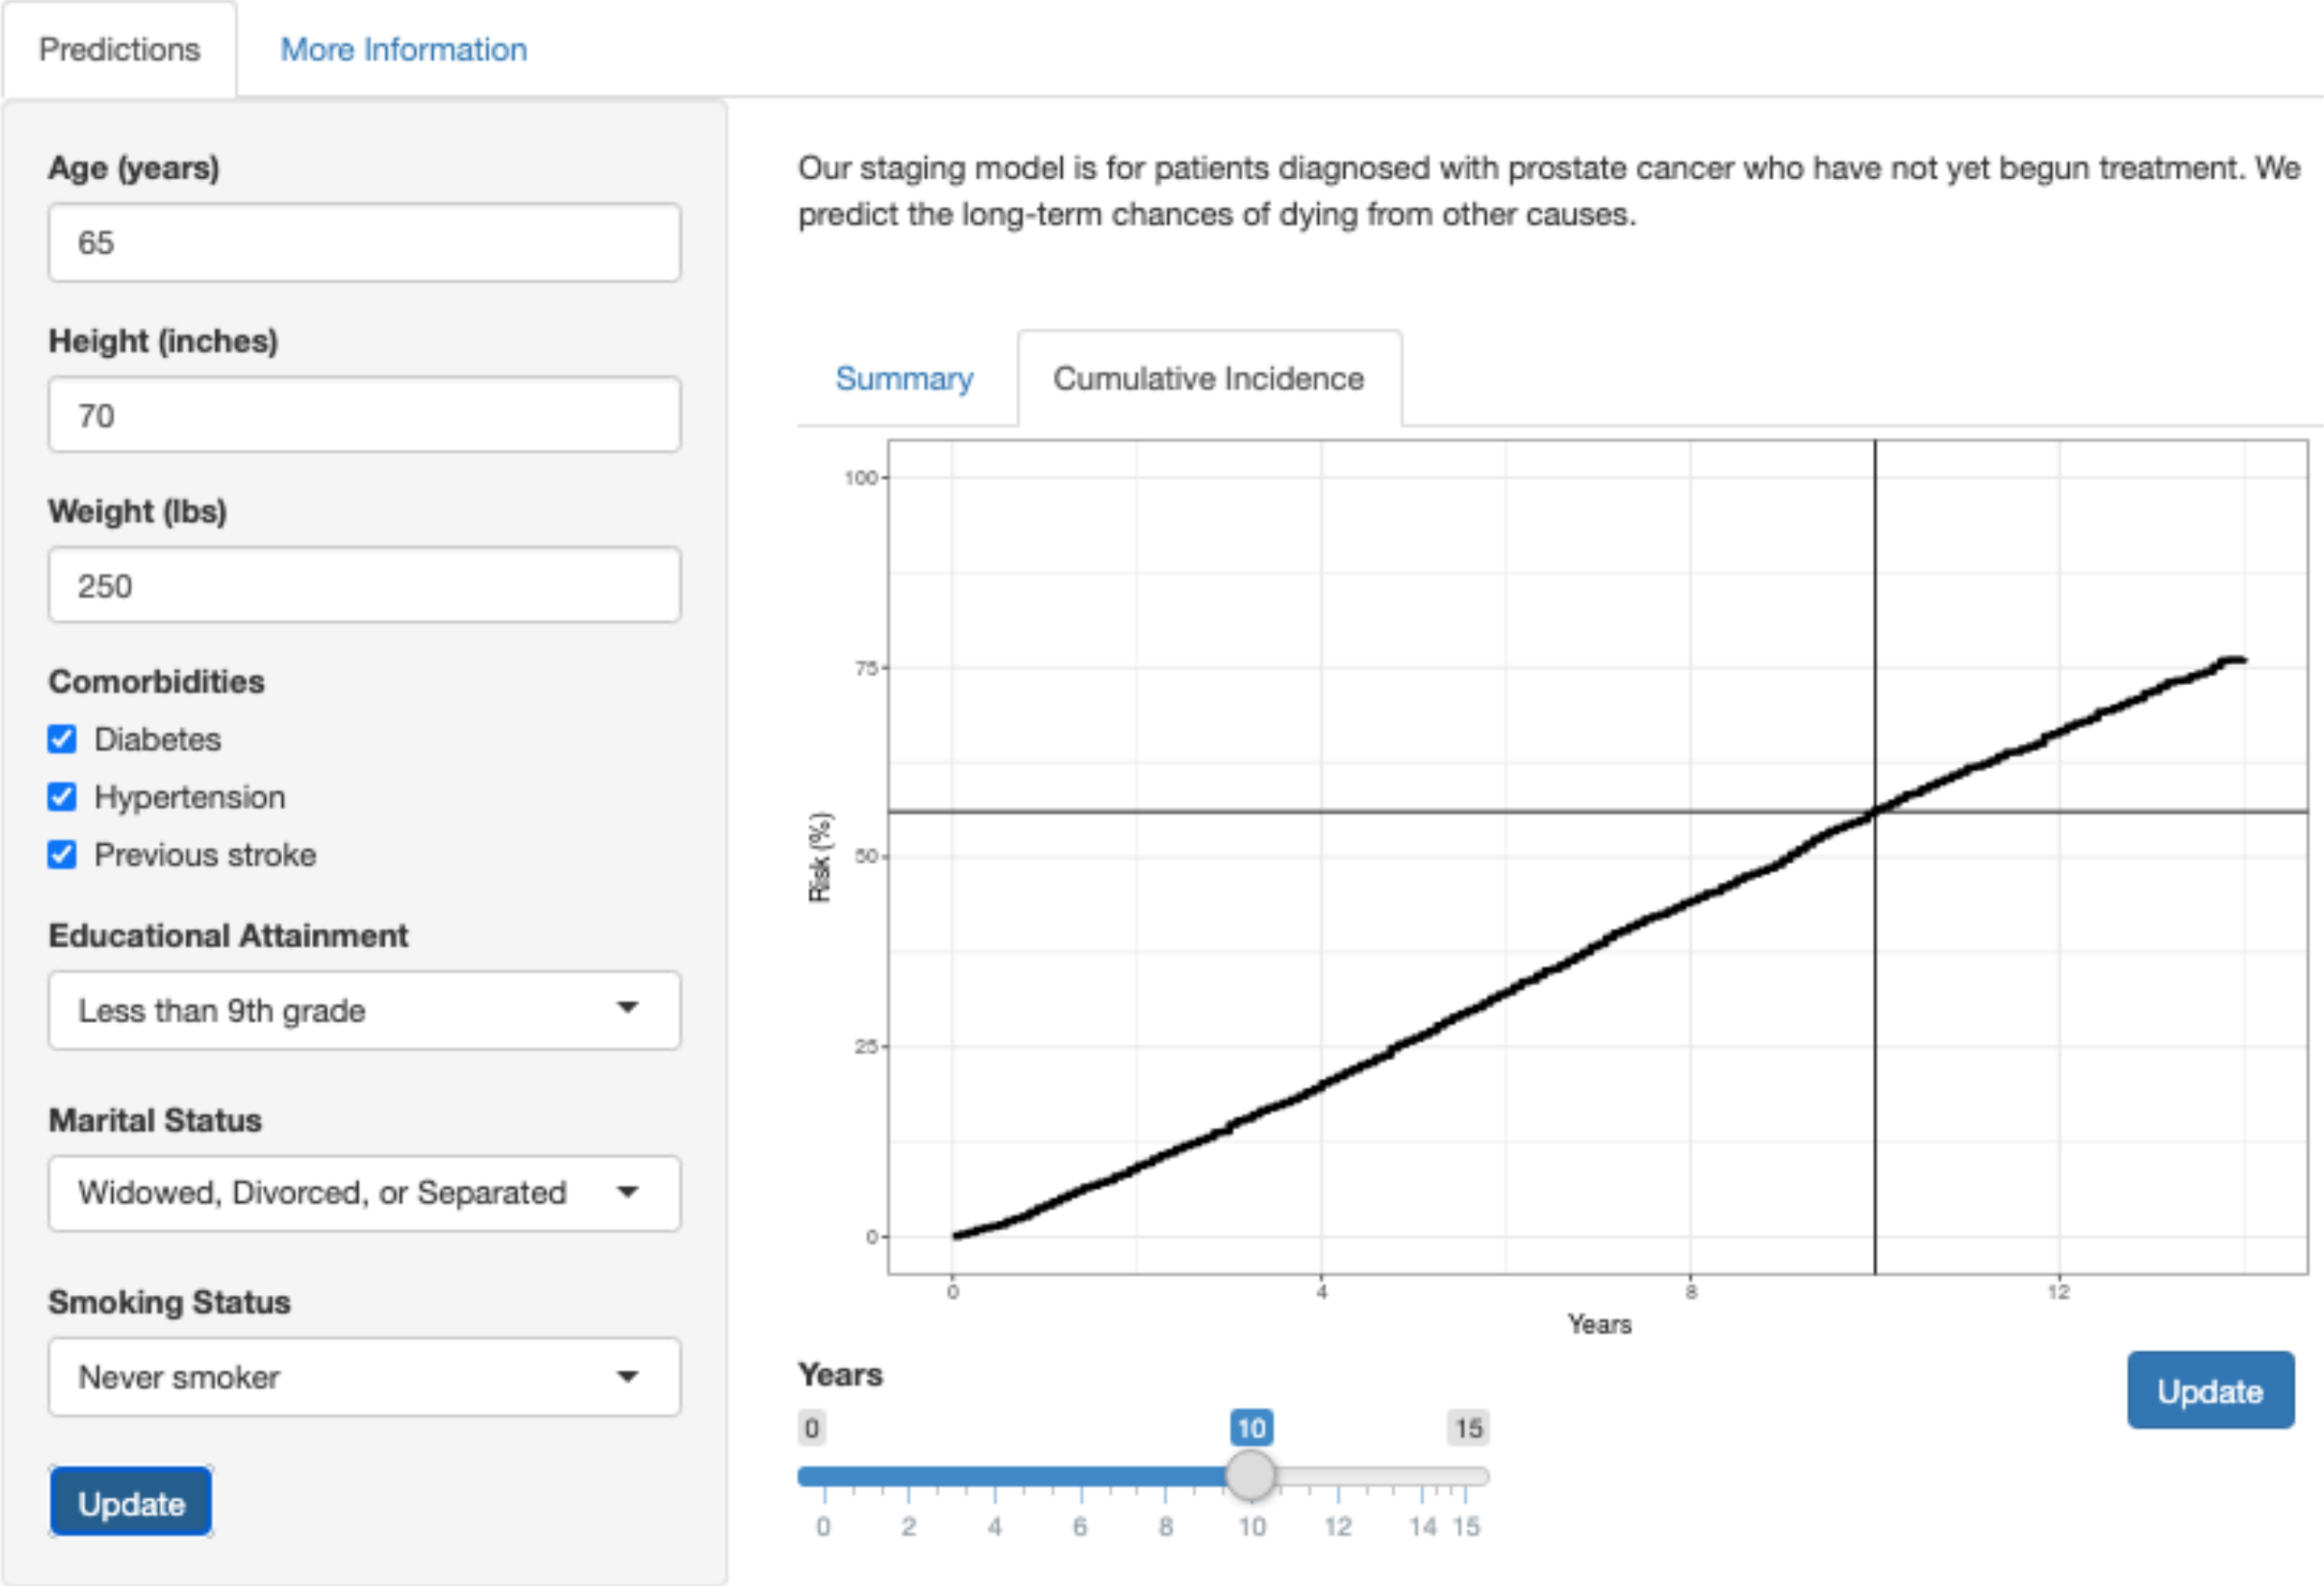 Predictions
More Information
Age (years)
65
Height (inches)
70
Weight (lbs)
250
Comorbidities
Diabetes
Hypertension
Previous stroke
Educational Attainment
Less than 9th grade
Marital Status
Widowed, Divorced, or Separated
Smoking Status
Never smoker
Update
Our staging model is for patients diagnosed with prostate cancer who have not yet begun treatment. We
predict the long-term chances of dying from other causes.
Summary
Cumulative Incidence
100
75
50
25
0
Risk (%)
0 4 8 12
Years
Years
0 10 15
0 2 4 6 8 10 12 14 15
Update